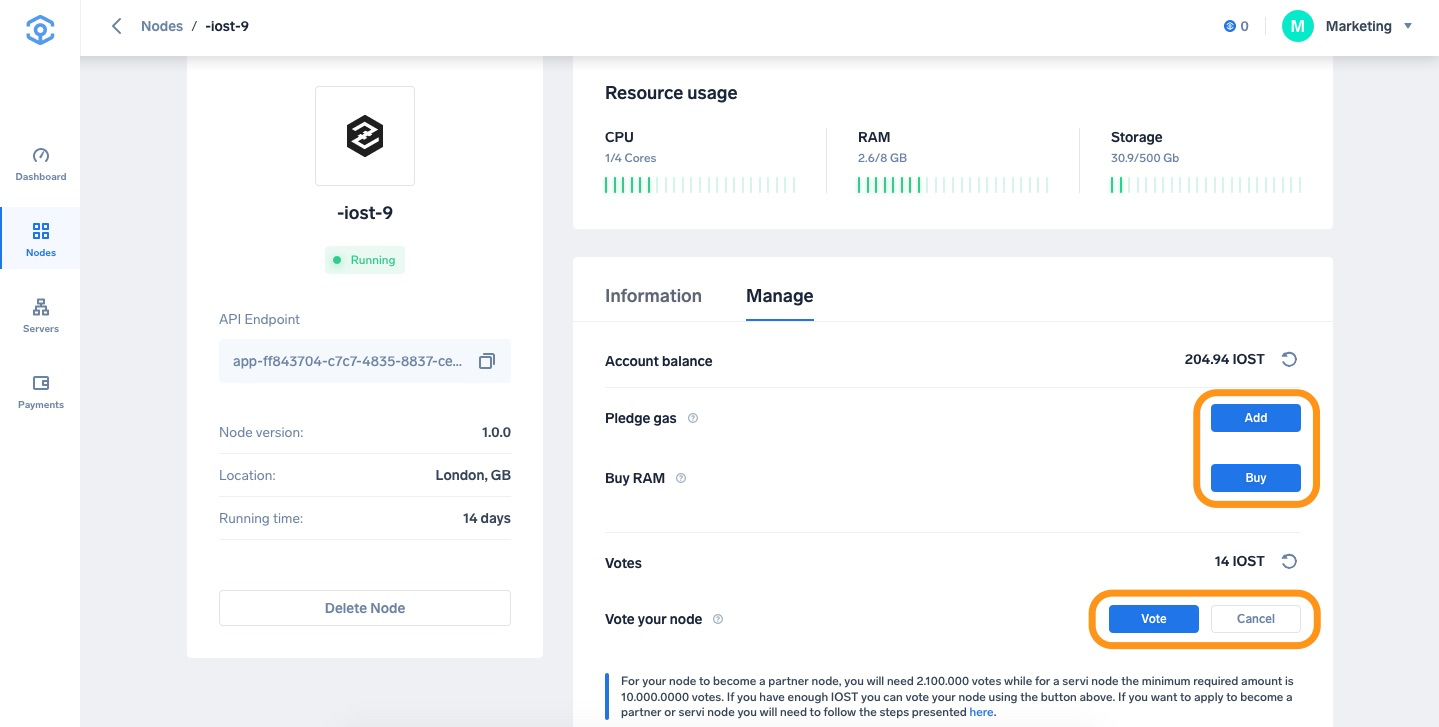 Nodes / -iost-9
0
M Marketing
Dashboard
Nodes
Servers
Payments
-iost-9
Running
API Endpoint
app-ff843704-c7c7-4835-8837-ce...
Node version: 1.0.0
Location: London, GB
Running time: 14 days
Delete Node
Resource usage
CPU
1/4 Cores
RAM
2.6/8 GB
Storage
30.9/500 Gb
Information Manage
Account balance 204.94 IOST
Pledge gas ? Add
Buy RAM ? Buy
Votes 14 IOST
Vote your node ? Vote Cancel
For your node to become a partner node, you will need 2.100.000 votes while for a servi node the minimum required amount is
10.000.0000 votes. If you have enough IOST you can vote your node using the button above. If you want to apply to become a
partner or servi node you will need to follow the steps presented here.